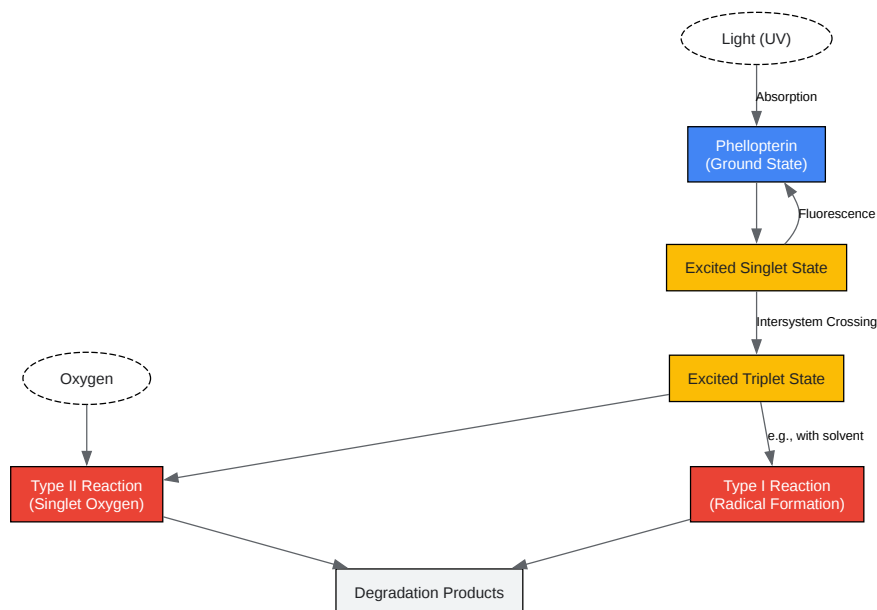 Light (UV)
Absorption
Phellopterin
(Ground State)
Fluorescence
Excited Singlet State
Intersystem Crossing
Excited Triplet State
Oxygen
e.g., with solvent
Type II Reaction
(Singlet Oxygen)
Type I Reaction
(Radical Formation)
Degradation Products